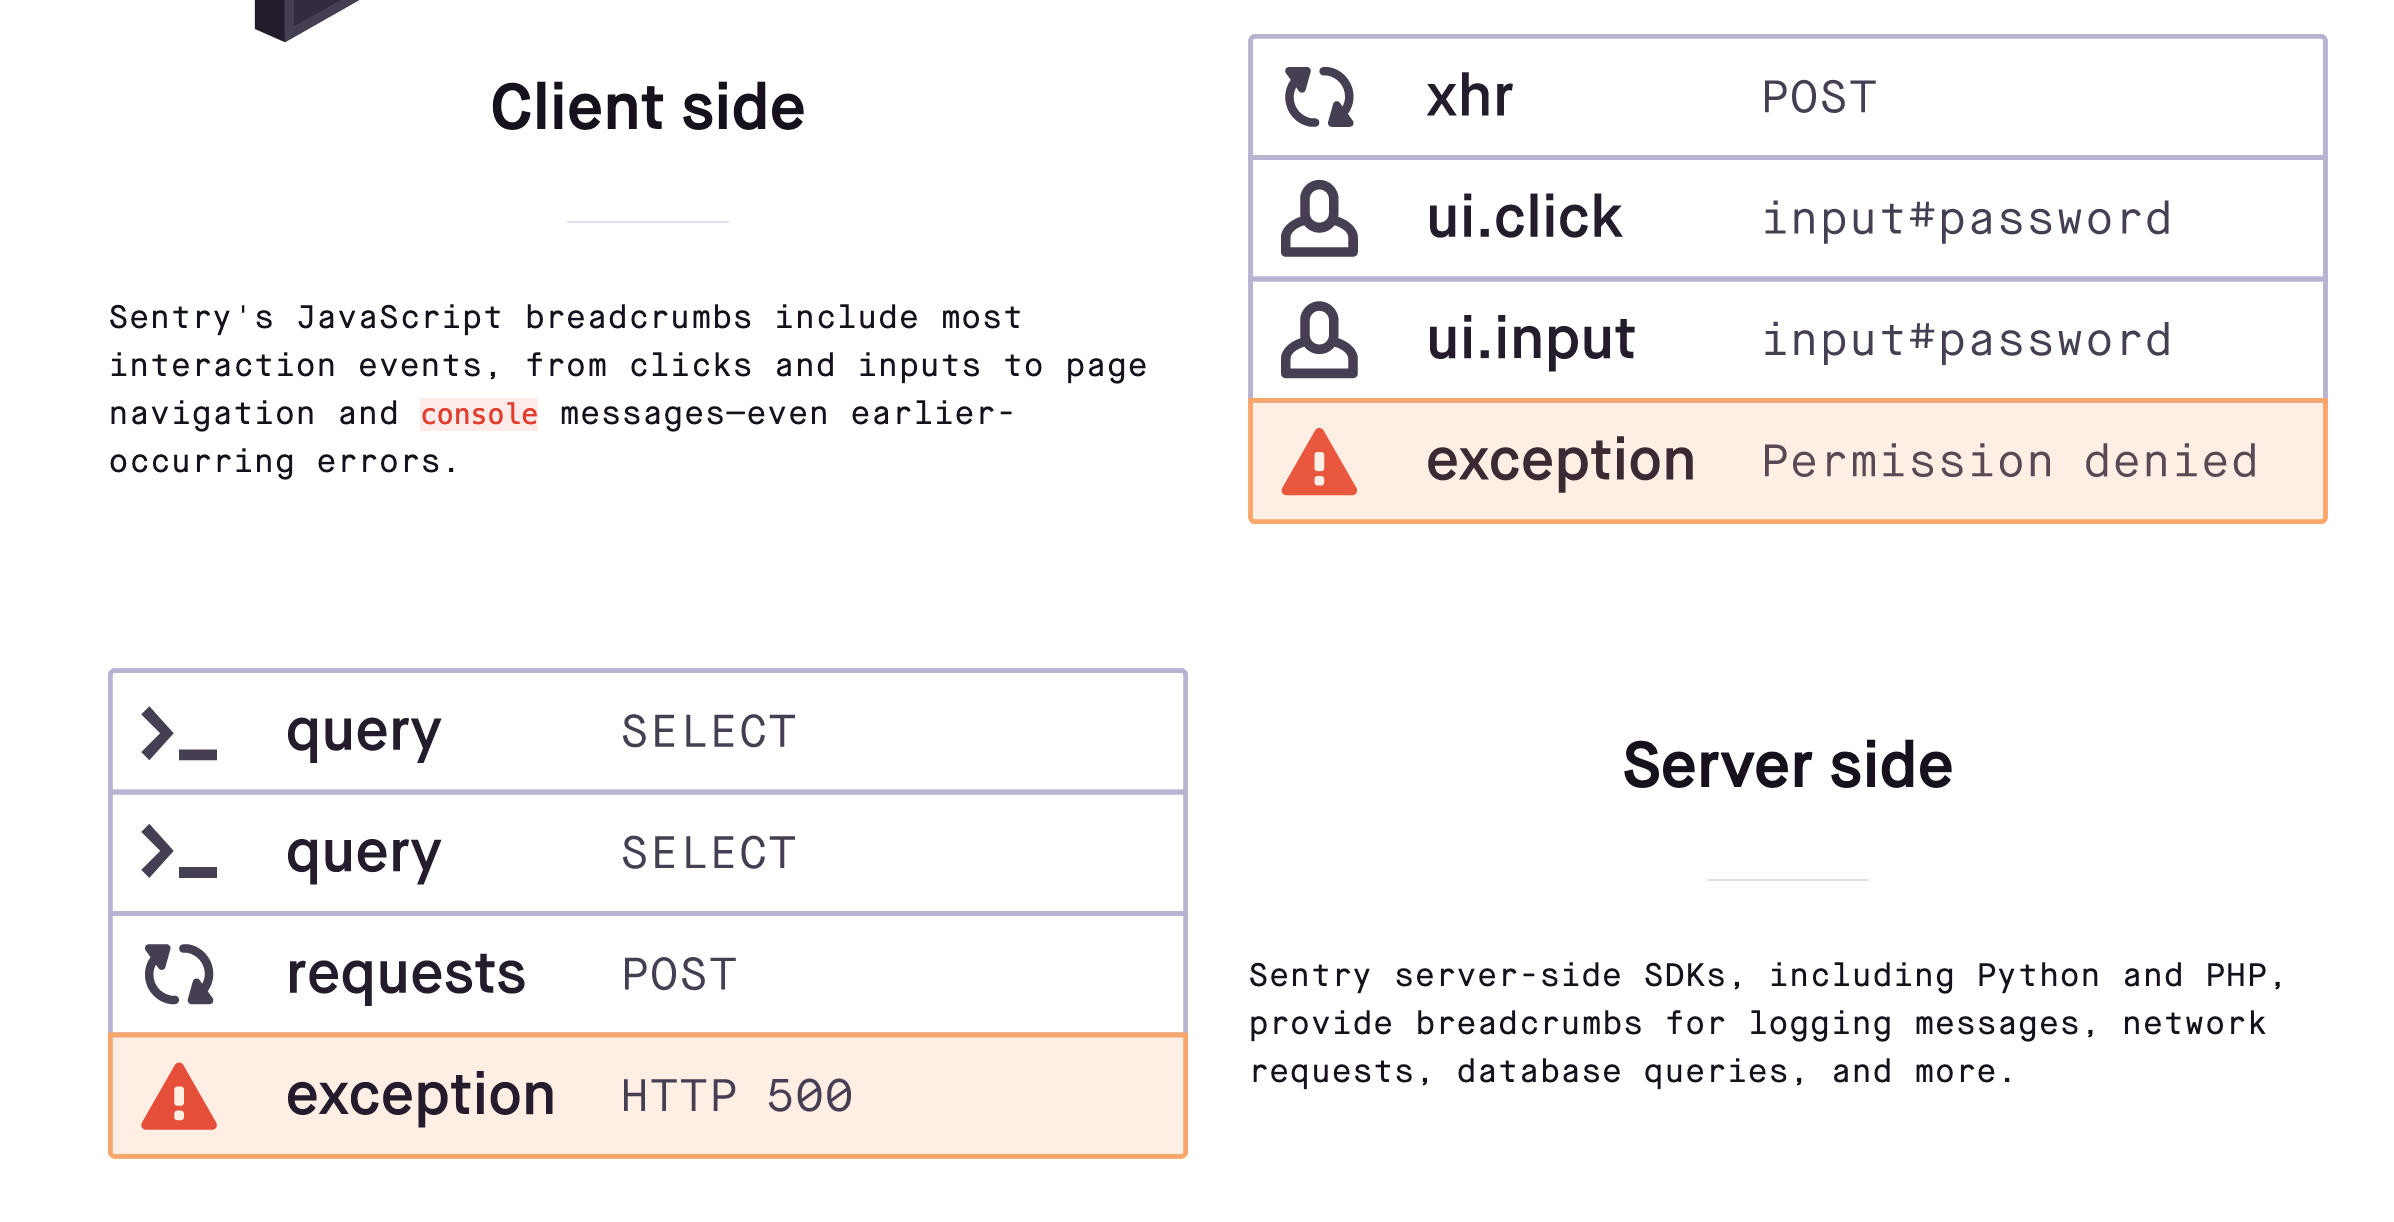 Client side
Sentry's JavaScript breadcrumbs include most
interaction events, from clicks and inputs to page
navigation and console messages—even earlier-
occurring errors.
xhr POST
ui.click input#password
ui.input input#password
exception Permission denied
query SELECT
query SELECT
requests POST
exception HTTP 500
Server side
Sentry server-side SDKs, including Python and PHP,
provide breadcrumbs for logging messages, network
requests, database queries, and more.